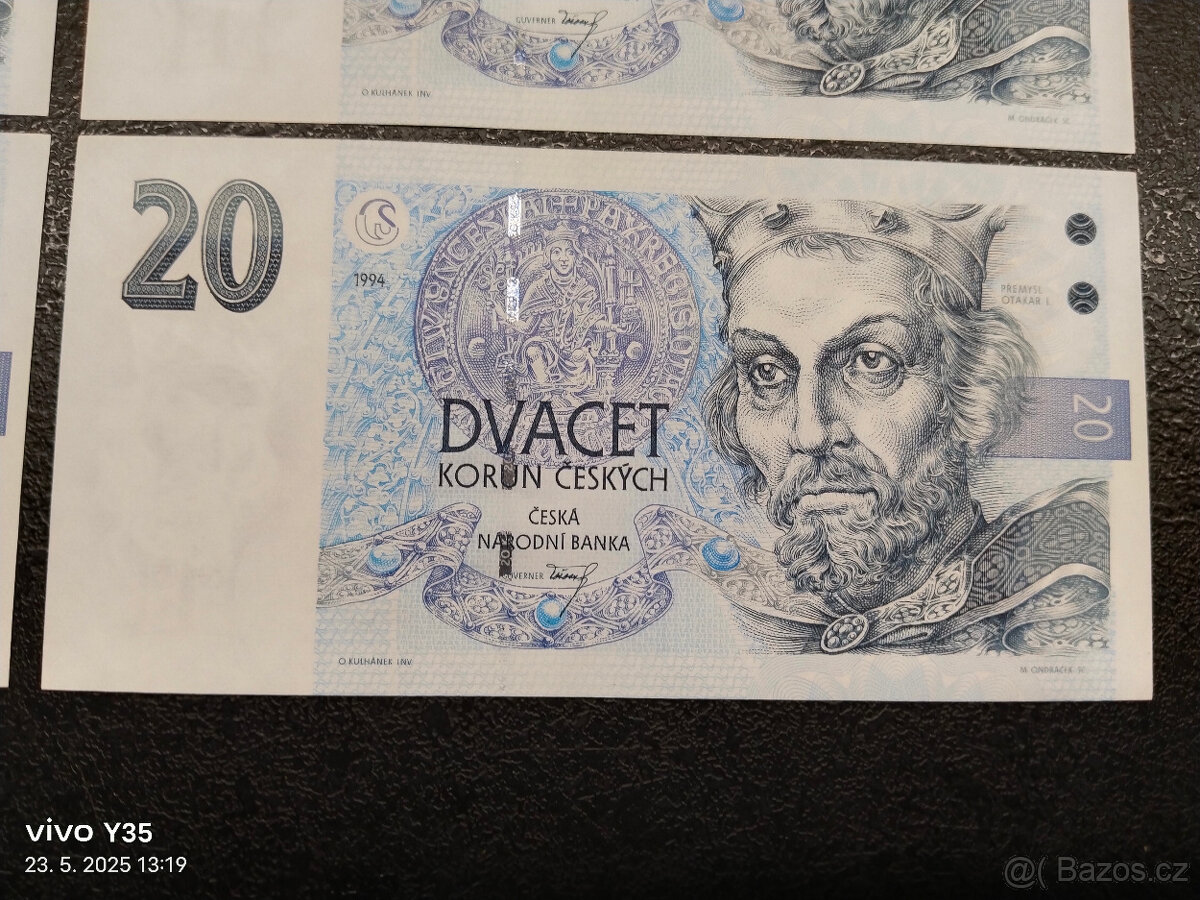 GUVERNER
O.KULHÁNEK INV.
M. ONDRÁČEK SC.
20
ČS
1994
PŘEMYSL
OTAKAR I.
20
DVACET
KORUN ČESKÝCH
ČESKÁ
NÁRODNÍ BANKA
GUVERNER
O.KULHÁNEK INV.
M. ONDRÁČEK SC.
vivo Y35
23. 5. 2025 13:19
@( Bazos.cz